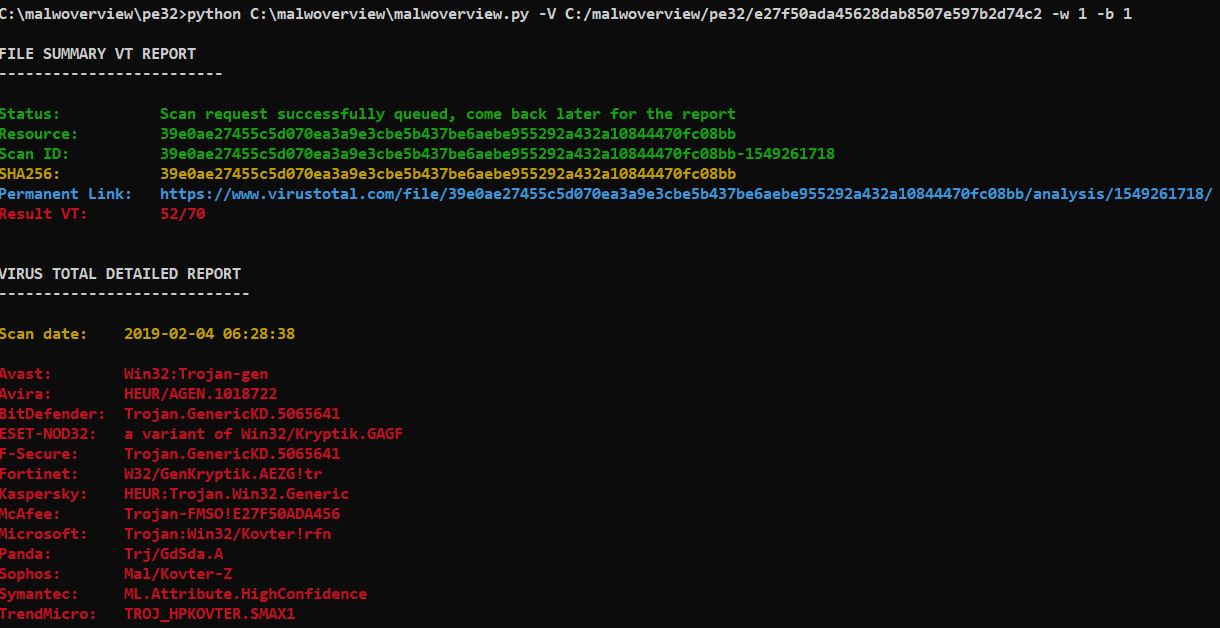 C:\malwoverview\pe32>python C:\malwoverview\malwoverview.py -V C:/malwoverview/pe32/e27f50ada45628dab8507e597b2d74c2 -w 1 -b 1
FILE SUMMARY VT REPORT
-------------------------
Status: Scan request successfully queued, come back later for the report
Resource: 39e0ae27455c5d070ea3a9e3cbe5b437be6aebe955292a432a10844470fc08bb
Scan ID: 39e0ae27455c5d070ea3a9e3cbe5b437be6aebe955292a432a10844470fc08bb-1549261718
SHA256: 39e0ae27455c5d070ea3a9e3cbe5b437be6aebe955292a432a10844470fc08bb
Permanent Link: https://www.virustotal.com/file/39e0ae27455c5d070ea3a9e3cbe5b437be6aebe955292a432a10844470fc08bb/analysis/1549261718/
Result VT: 52/70
VIRUS TOTAL DETAILED REPORT
----------------------------
Scan date: 2019-02-04 06:28:38
Avast: Win32:Trojan-gen
Avira: HEUR/AGEN.1018722
BitDefender: Trojan.GenericKD.5065641
ESET-NOD32: a variant of Win32/Kryptik.GAGF
F-Secure: Trojan.GenericKD.5065641
Fortinet: W32/GenKryptik.AEZG!tr
Kaspersky: HEUR:Trojan.Win32.Generic
McAfee: Trojan-FMSO!E27F50ADA456
Microsoft: Trojan:Win32/Kovter!rfn
Panda: Trj/GdSda.A
Sophos: Mal/Kovter-Z
Symantec: ML.Attribute.HighConfidence
TrendMicro: TROJ_HPKOVTER.SMAX1